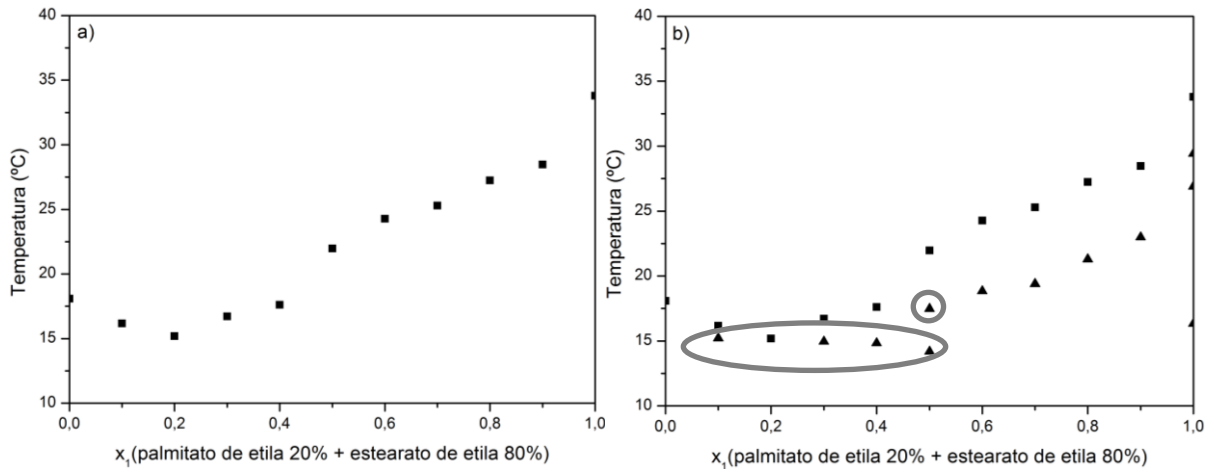 a)
40
35
30
25
20
15
10
Temperatura (ºC)
0,0 0,2 0,4 0,6 0,8 1,0
x₁(palmitato de etila 20% + estearato de etila 80%)
b)
40
35
30
25
20
15
10
Temperatura (ºC)
0,0 0,2 0,4 0,6 0,8 1,0
x₁(palmitato de etila 20% + estearato de etila 80%)